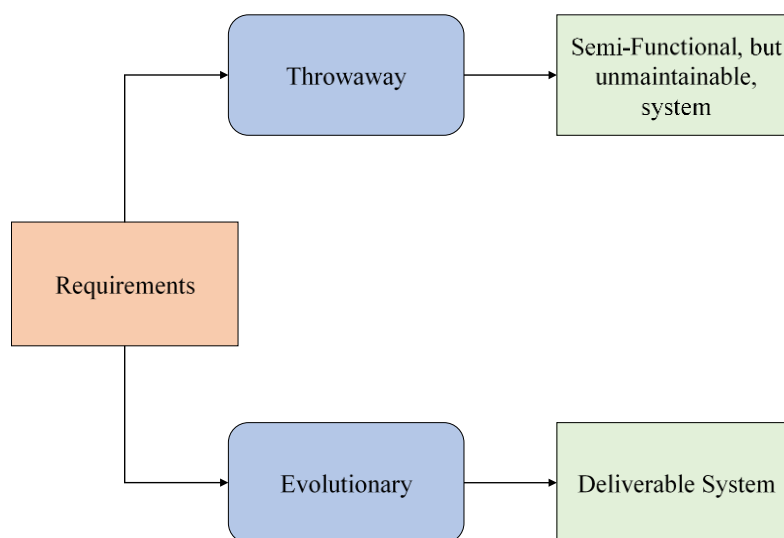 Throwaway
Semi-Functional, but
unmaintainable,
system
Requirements
Evolutionary
Deliverable System